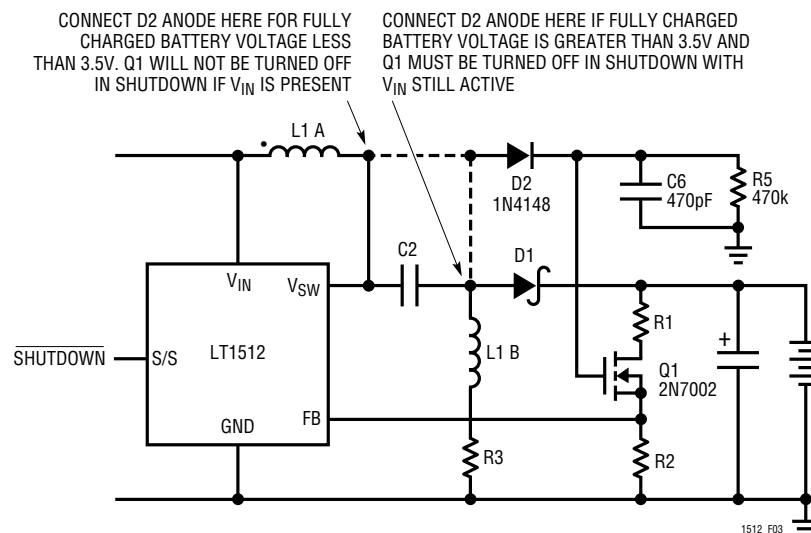 CONNECT D2 ANODE HERE FOR FULLY
CHARGED BATTERY VOLTAGE LESS
THAN 3.5V. Q1 WILL NOT BE TURNED OFF
IN SHUTDOWN IF VIN IS PRESENT
CONNECT D2 ANODE HERE IF FULLY CHARGED
BATTERY VOLTAGE IS GREATER THAN 3.5V AND
Q1 MUST BE TURNED OFF IN SHUTDOWN WITH
VIN STILL ACTIVE
L1 A
D2
1N4148
C6
470pF
R5
470k
C2
D1
VIN
VSW
SHUTDOWN
S/S
LT1512
L1 B
R1
+
Q1
2N7002
GND
FB
R3
R2
1512 F03